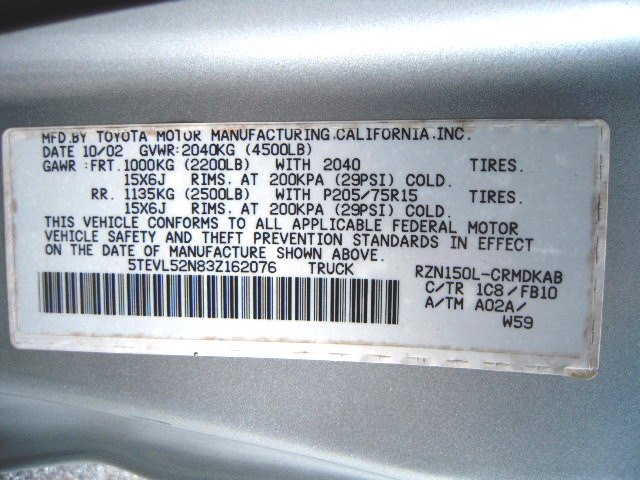 MFD.BY TOYOTA MOTOR MANUFACTURING.CALIFORNIA.INC.
DATE 10/02 GVWR:2040KG (4500LB)
GAWR :FRT. 1000KG (2200LB) WITH 2040 TIRES.
15X6J RIMS. AT 200KPA (29PSI) COLD.
RR. 1135KG (2500LB) WITH P205/75R15 TIRES.
15X6J RIMS. AT 200KPA (29PSI) COLD.
THIS VEHICLE CONFORMS TO ALL APPLICABLE FEDERAL MOTOR
VEHICLE SAFETY AND THEFT PREVENTION STANDARDS IN EFFECT
ON THE DATE OF MANUFACTURE SHOWN ABOVE.
5TEVL52N83Z162076 TRUCK RZN150L-CRMDKAB
C/TR 1C8/FB10
A/TM A02A/
W59